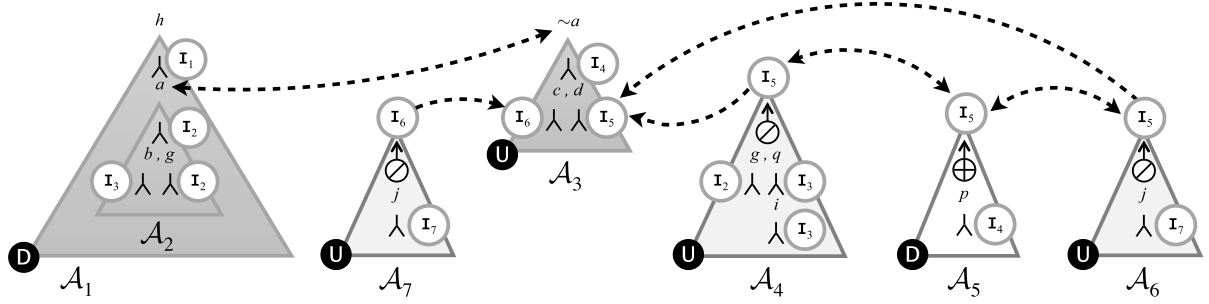 h
I₁
a
I₂
b , g
I₃
I₂
𝒜₂
D
𝒜₁
I₆
j
I₇
U
𝒜₇
~a
I₄
c , d
I₆
I₅
U
𝒜₃
I₅
g , q
I₂
I₃
i
I₃
U
𝒜₄
I₅
p
I₄
D
𝒜₅
I₅
j
I₇
U
𝒜₆